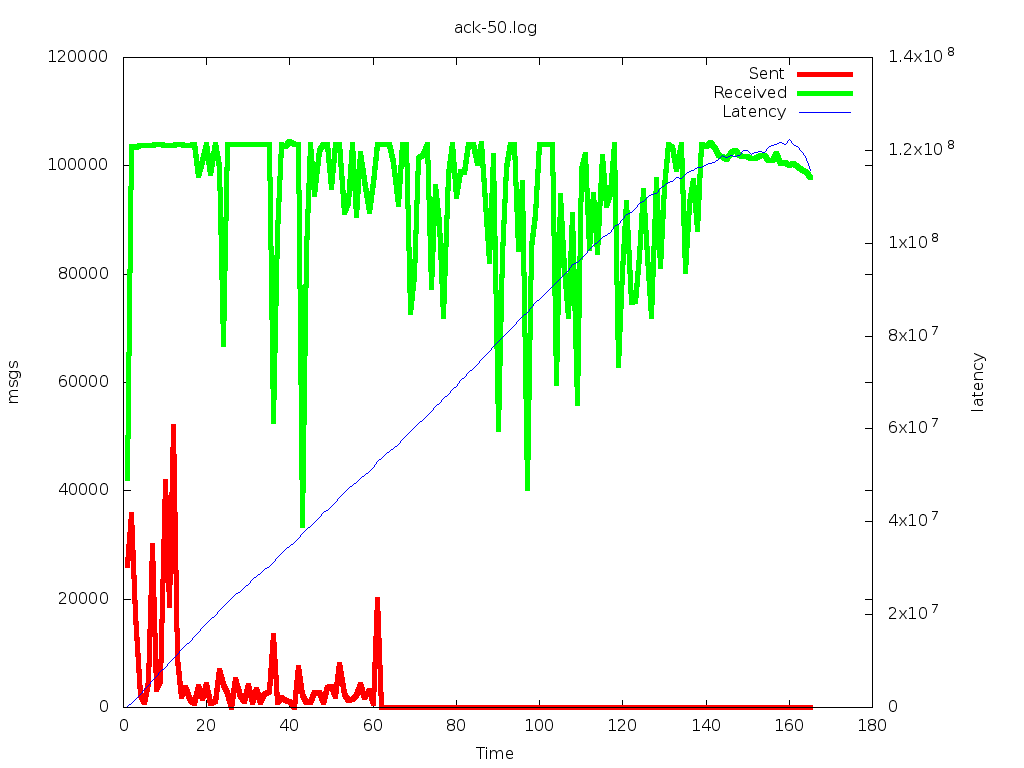 ack-50.log
120000
100000
80000
60000
40000
20000
0
msgs
1.4x10^8
1.2x10^8
1x10^8
8x10^7
6x10^7
4x10^7
2x10^7
0
latency
Sent
Received
Latency
0 20 40 60 80 100 120 140 160 180
Time